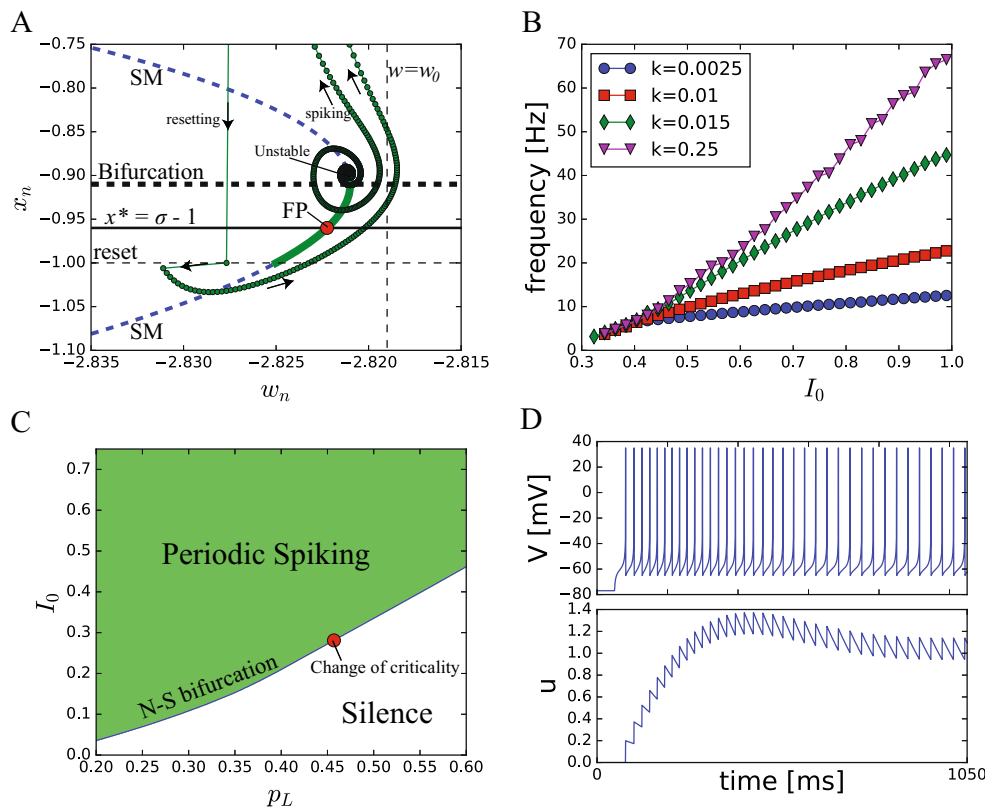 A
−0.75
−0.80
−0.85
−0.90
−0.95
−1.00
−1.05
−1.10
x_n
SM
resetting
spiking
w=w_0
Unstable
Bifurcation
FP
x* = σ - 1
reset
SM
−2.835
−2.830
−2.825
−2.820
−2.815
w_n
B
70
60
50
40
30
20
10
0
frequency [Hz]
k=0.0025
k=0.01
k=0.015
k=0.25
0.3
0.4
0.5
0.6
0.7
0.8
0.9
1.0
I_0
C
0.7
0.6
0.5
0.4
0.3
0.2
0.1
0.0
I_0
Periodic Spiking
N-S bifurcation
Change of criticality
Silence
0.20
0.25
0.30
0.35
0.40
0.45
0.50
0.55
0.60
p_L
D
40
20
0
−20
−40
−60
−80
V [mV]
1.4
1.2
1.0
0.8
0.6
0.4
0.2
0.0
u
0
1050
time [ms]